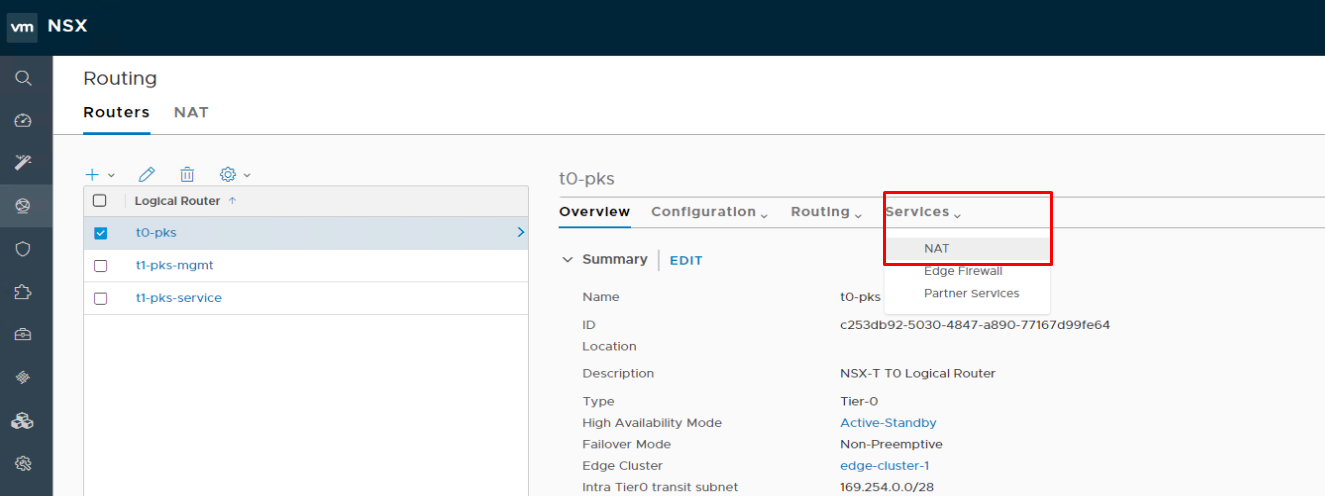 vm NSX
Routing
Routers NAT
Logical Router
t0-pks
t1-pks-mgmt
t1-pks-service
t0-pks
Overview Configuration Routing Services
NAT
Edge Firewall
Partner Services
Summary EDIT
Name t0-pks
ID c253db92-5030-4847-a890-77167d99fe64
Location
Description NSX-T T0 Logical Router
Type Tier-0
High Availability Mode Active-Standby
Failover Mode Non-Preemptive
Edge Cluster edge-cluster-1
Intra Tier0 transit subnet 169.254.0.0/28